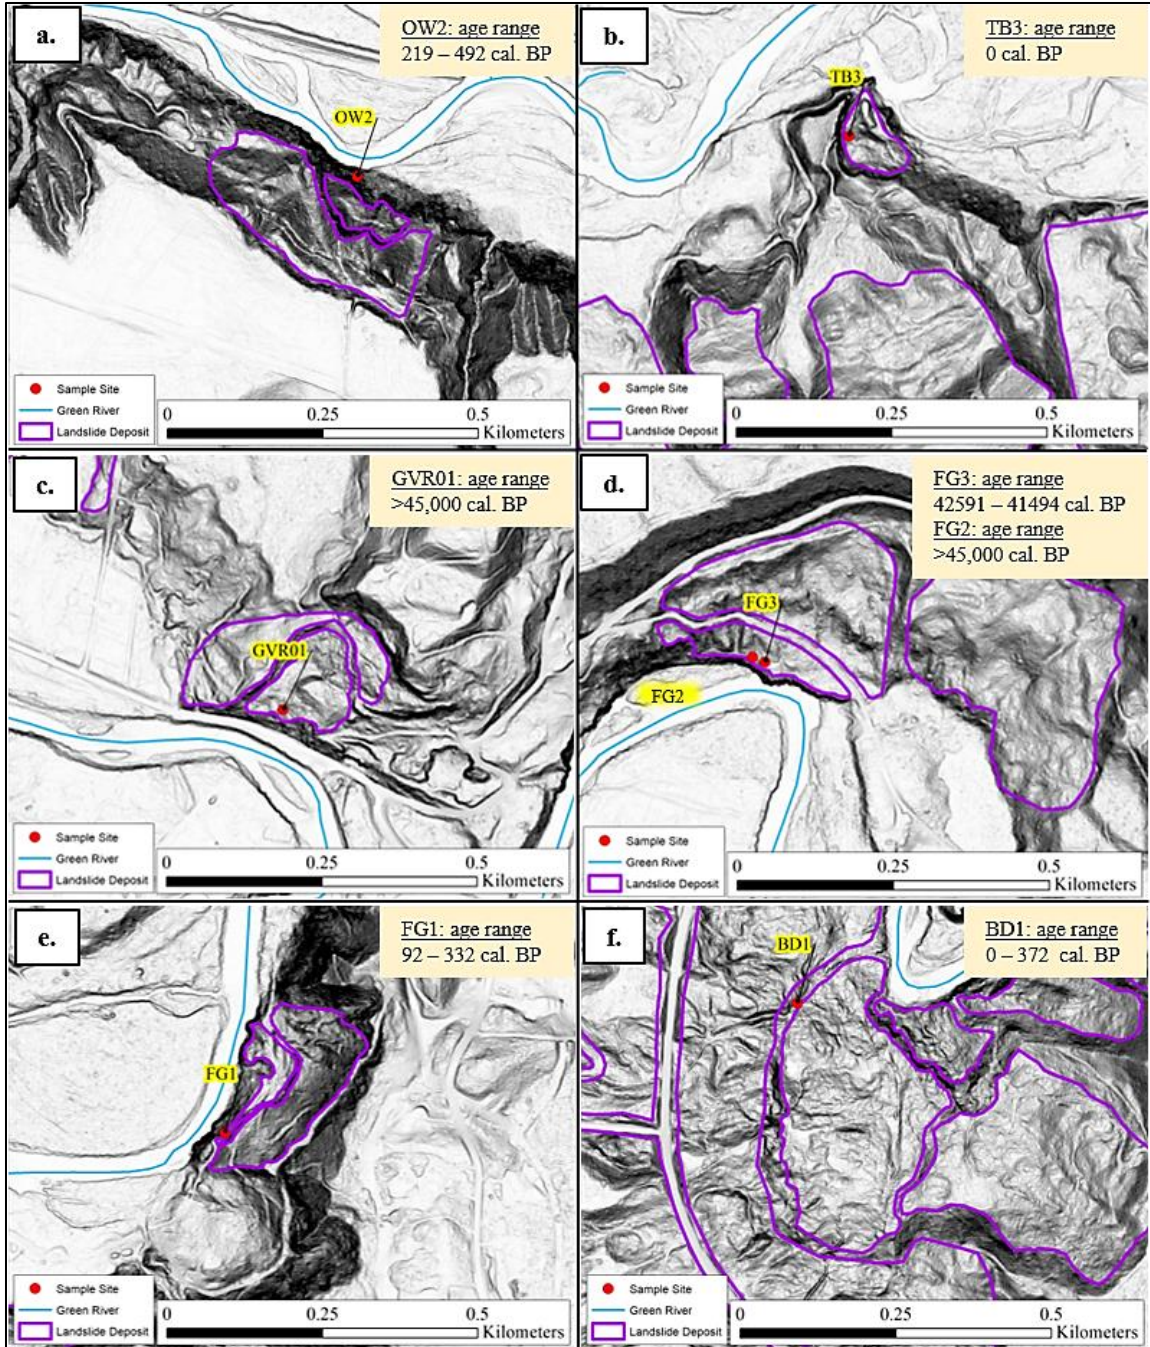 a.
OW2: age range
219 – 492 cal. BP
OW2
Sample Site
Green River
Landslide Deposit
0 0.25 0.5
Kilometers
b.
TB3: age range
0 cal. BP
TB3
Sample Site
Green River
Landslide Deposit
0 0.25 0.5
Kilometers
c.
GVR01: age range
>45,000 cal. BP
GVR01
Sample Site
Green River
Landslide Deposit
0 0.25 0.5
Kilometers
d.
FG3: age range
42591 – 41494 cal. BP
FG2: age range
>45,000 cal. BP
FG3
FG2
Sample Site
Green River
Landslide Deposit
0 0.25 0.5
Kilometers
e.
FG1: age range
92 – 332 cal. BP
FG1
Sample Site
Green River
Landslide Deposit
0 0.25 0.5
Kilometers
f.
BD1: age range
0 – 372 cal. BP
BD1
Sample Site
Green River
Landslide Deposit
0 0.25 0.5
Kilometers